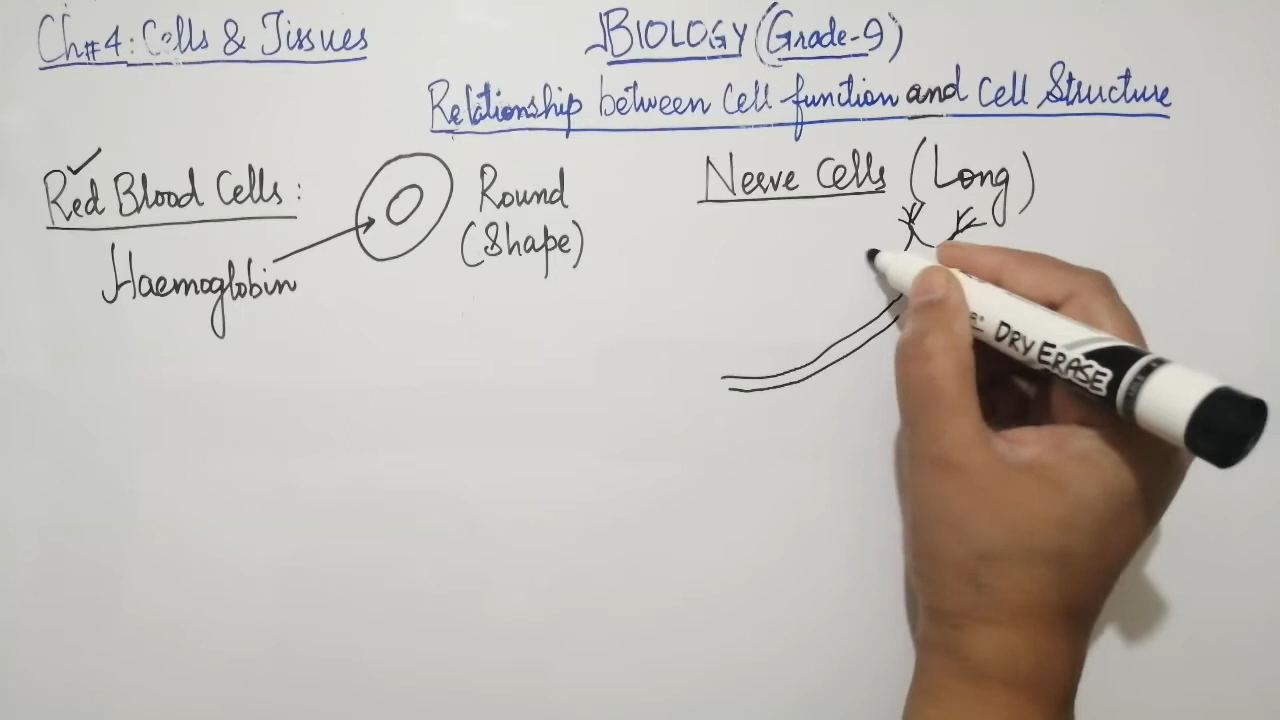 Ch#4: Cells & Tissues
BIOLOGY (Grade-9)
Relationship between Cell function and Cell Structure
Red Blood Cells:
Round
(Shape)
Haemoglobin
Nerve Cells (Long)
DRY ERASE